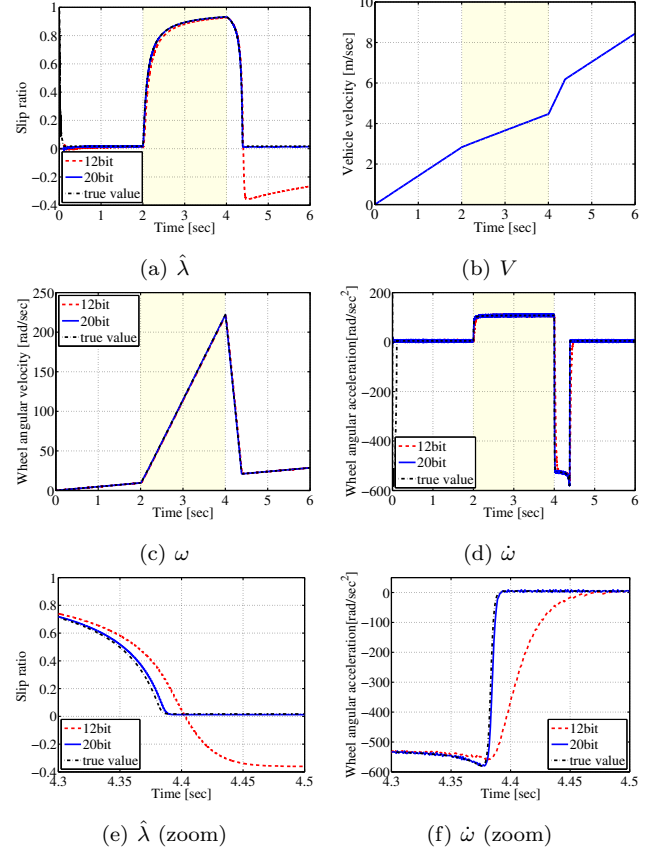 1
0.8
0.6
0.4
0.2
0
-0.2
-0.4
Slip ratio
12bit
20bit
true value
0 1 2 3 4 5 6
Time [sec]
(a) λ̂
10
8
6
4
2
0
Vehicle velocity [m/sec]
0 1 2 3 4 5 6
Time [sec]
(b) V
250
200
150
100
50
0
Wheel angular velocity [rad/sec]
12bit
20bit
true value
0 1 2 3 4 5 6
Time [sec]
(c) ω
200
0
-200
-400
-600
Wheel angular acceleration[rad/sec²]
12bit
20bit
true value
0 1 2 3 4 5 6
Time [sec]
(d) ω̇
1
0.8
0.6
0.4
0.2
0
-0.2
-0.4
Slip ratio
12bit
20bit
true value
4.3 4.35 4.4 4.45 4.5
Time [sec]
(e) λ̂ (zoom)
0
-100
-200
-300
-400
-500
-600
Wheel angular acceleration[rad/sec²]
12bit
20bit
true value
4.3 4.35 4.4 4.45 4.5
Time [sec]
(f) ω̇ (zoom)